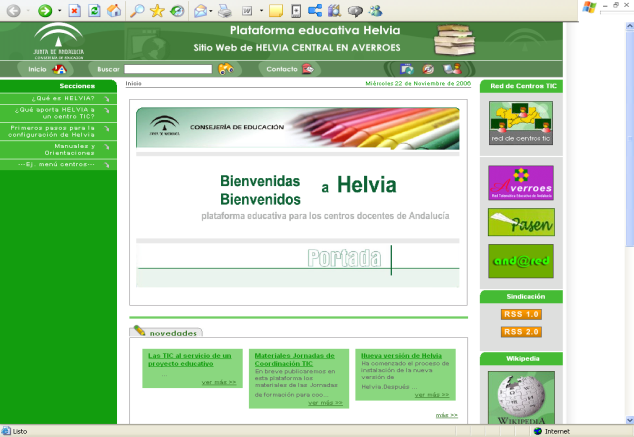 Plataforma educativa Helvia
JUNTA DE ANDALUCIA
CONSEJERÍA DE EDUCACIÓN
Sitio Web de HELVIA CENTRAL EN AVERROES
Inicio
Buscar
Contacto
Secciones
¿Qué es HELVIA?
¿Qué aporta HELVIA a
un centro TIC?
Primeros pasos para la
configuración de Helvia
Manuales y
Orientaciones
---Ej. menú centros---
Inicio
Miércoles 22 de Noviembre de 2006
CONSEJERÍA DE EDUCACIÓN
Bienvenidas
Bienvenidos
a Helvia
plataforma educativa para los centros docentes de Andalucía
Portada
novedades
Las TIC al servicio de un
proyecto educativo
...
ver más >>
Materiales Jornadas de
Coordinación TIC
En breve publicaremos en
esta plataforma los
materiales de las Jornadas
de formación para coo...
ver más >>
Nueva versión de Helvia
Ha comenzado el proceso de
instalación de la nueva
versión de
Helvia.Después ...
ver más >>
más >>
Red de Centros TIC
red de centros tic
Averroes
Red Telemática Educativa de Andalucía
Pasen
and@red
Sindicación
RSS 1.0
RSS 2.0
Wikipedia
WIKIPEDIA
Listo
Internet